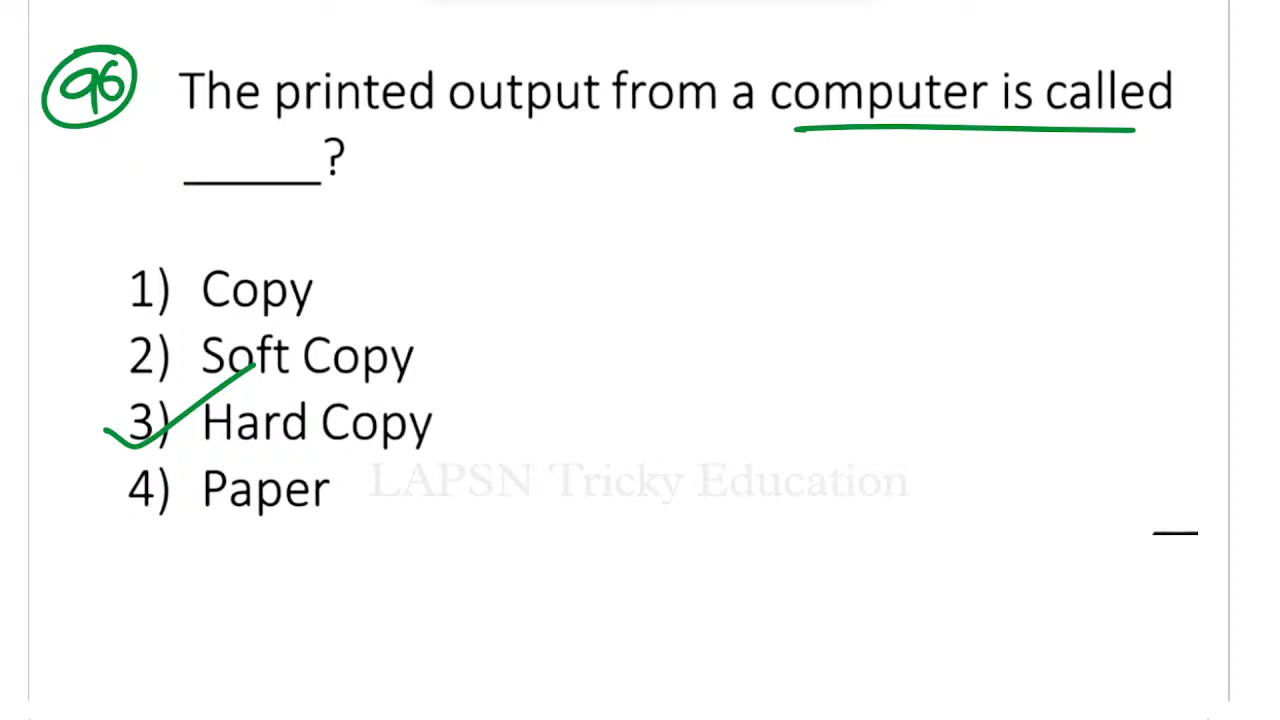 96 The printed output from a computer is called
______?
1) Copy
2) Soft Copy
3) Hard Copy
4) Paper
LAPSN Tricky Education